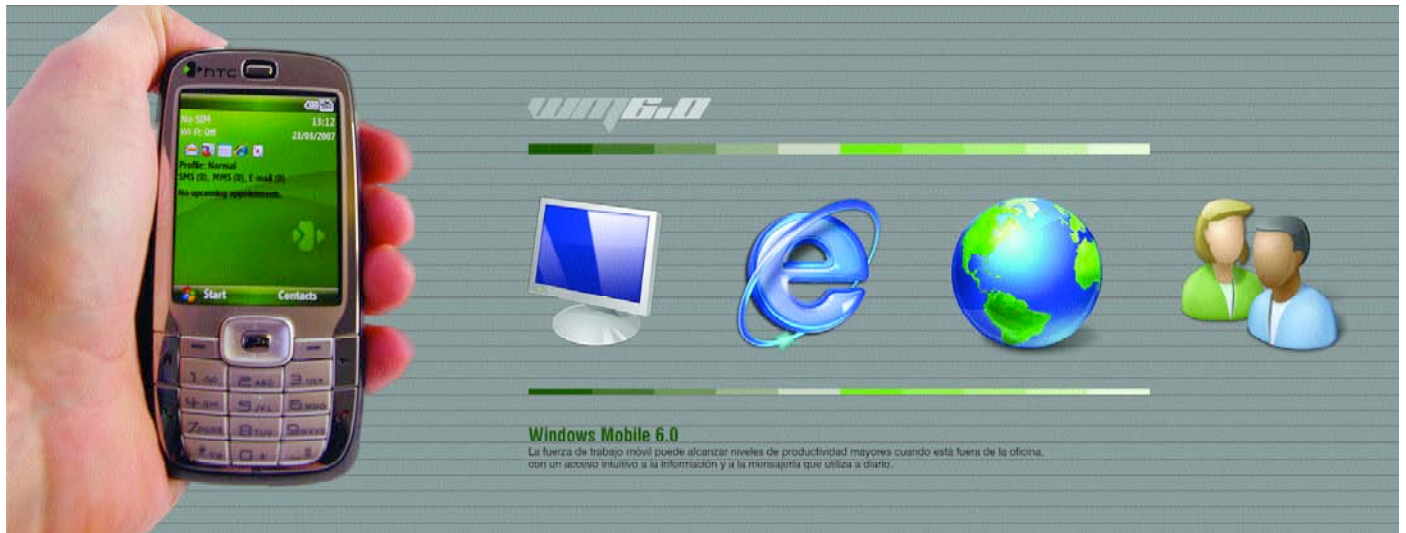 hTC
No SIM 13:12
Wi-Fi: Off 23/03/2007
Profile: Normal
SMS (0), MMS (0), E-mail (0)
No upcoming appointments.
Start Contacts
wm6.0
Windows Mobile 6.0
La fuerza de trabajo móvil puede alcanzar niveles de productividad mayores cuando está fuera de la oficina,
con un acceso intuitivo a la información y a la mensajería que utiliza a diario.